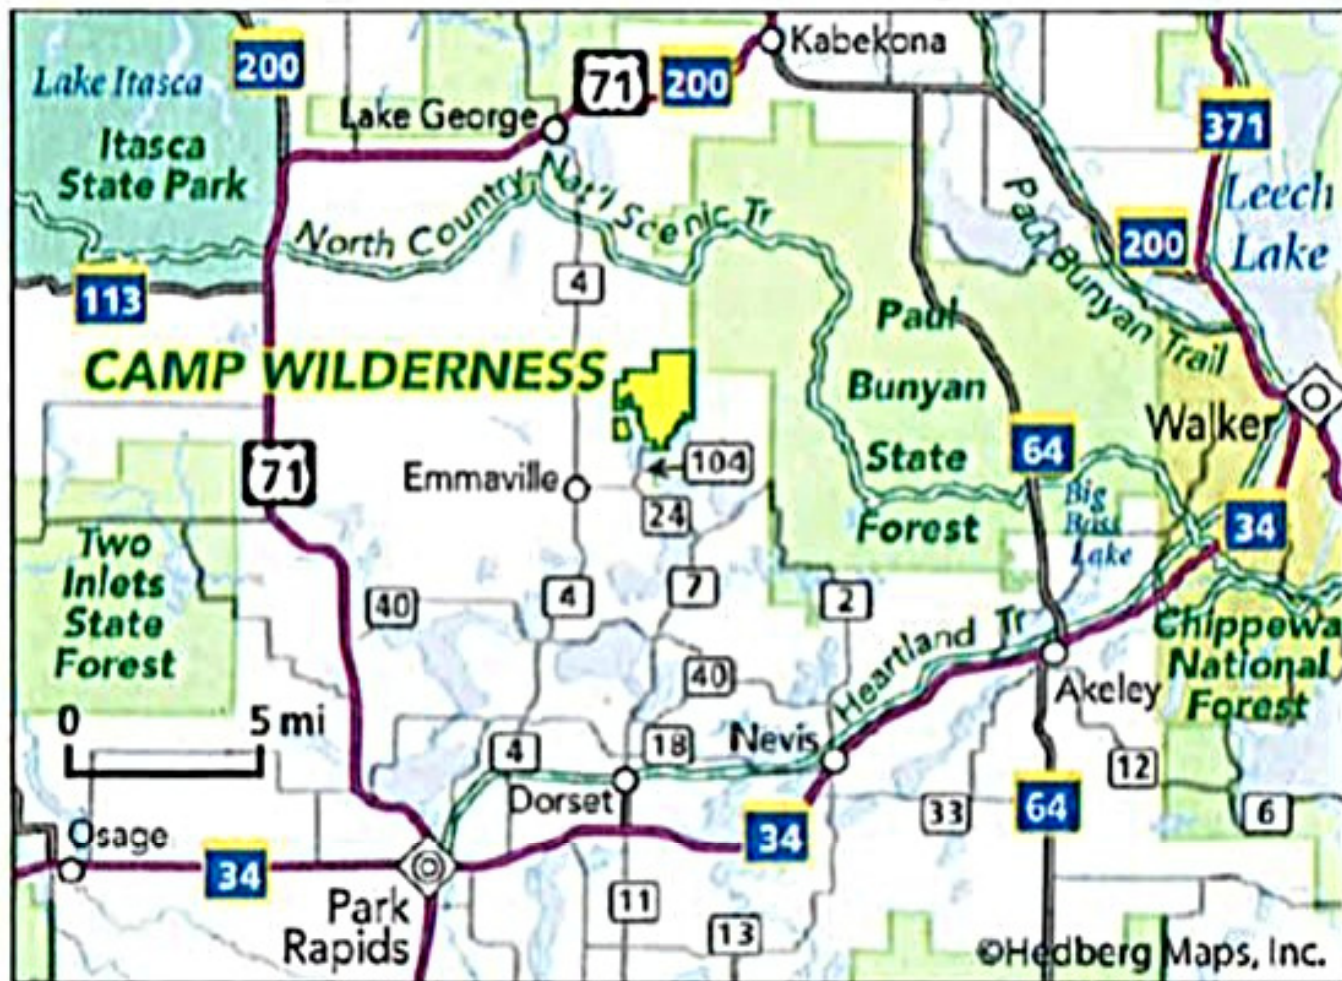 200
71
200
Kabekona
Lake Itasca
Lake George
371
Itasca
State Park
North Country Nat'l Scenic Tr
Leech
Lake
Paul Bunyan Trail
200
4
113
Paul
Bunyan
State
Forest
CAMP WILDERNESS
Walker
64
71
Emmaville
104
24
Big
Lake
34
Two
Inlets
State
Forest
40
4
7
2
Heartland Tr
Chippewa
National
Forest
40
Akeley
0 5 mi
4
18
Nevis
12
Dorset
33
64
6
Osage
34
34
Park
Rapids
11
13
©Hedberg Maps, Inc.